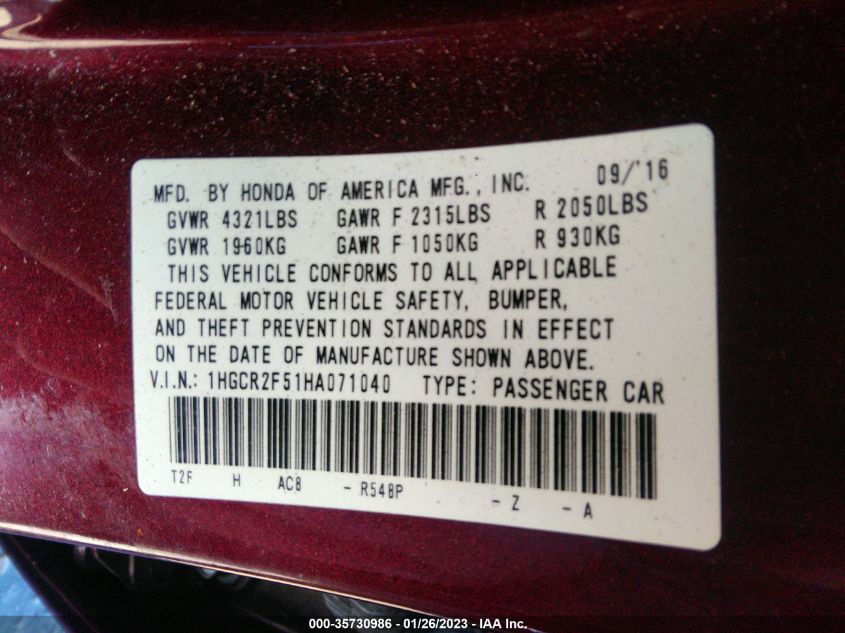 MFD. BY HONDA OF AMERICA MFG., INC. 09/'16
GVWR 4321LBS GAWR F 2315LBS R 2050LBS
GVWR 1960KG GAWR F 1050KG R 930KG
THIS VEHICLE CONFORMS TO ALL APPLICABLE
FEDERAL MOTOR VEHICLE SAFETY, BUMPER,
AND THEFT PREVENTION STANDARDS IN EFFECT
ON THE DATE OF MANUFACTURE SHOWN ABOVE.
V.I.N.: 1HGCR2F51HA071040 TYPE: PASSENGER CAR
T2F H AC8 - R548P - Z - A
000-35730986 - 01/26/2023 - IAA, Inc.